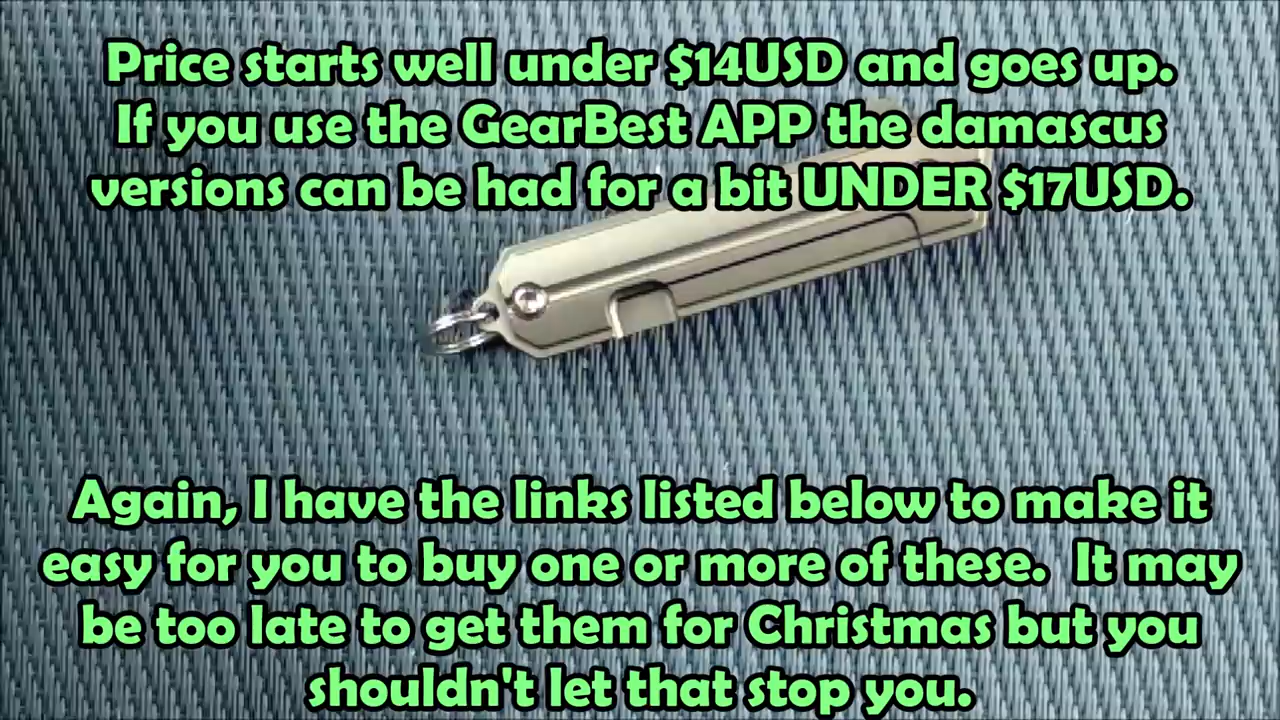 Price starts well under $14USD and goes up.
If you use the GearBest APP the damascus
versions can be had for a bit UNDER $17USD.
Again, I have the links listed below to make it
easy for you to buy one or more of these.  It may
be too late to get them for Christmas but you
shouldn't let that stop you.